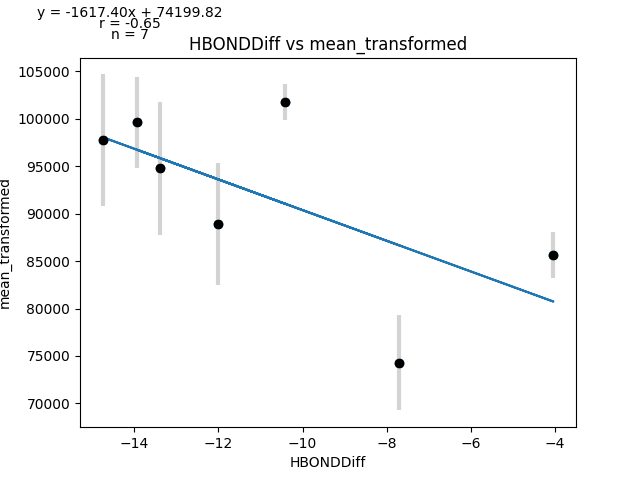 y = -1617.40x + 74199.82
r = -0.65
n = 7
HBONDDiff vs mean_transformed
105000
100000
95000
90000
85000
80000
75000
70000
mean_transformed
−14
−12
−10
−8
−6
−4
HBONDDiff